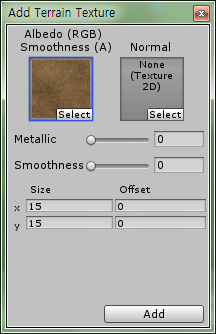 Add Terrain Texture
Albedo (RGB)
Smoothness (A)
Normal
None
(Texture
2D)
Select
Select
Metallic
0
Smoothness
0
Size
Offset
x
15
0
y
15
0
Add